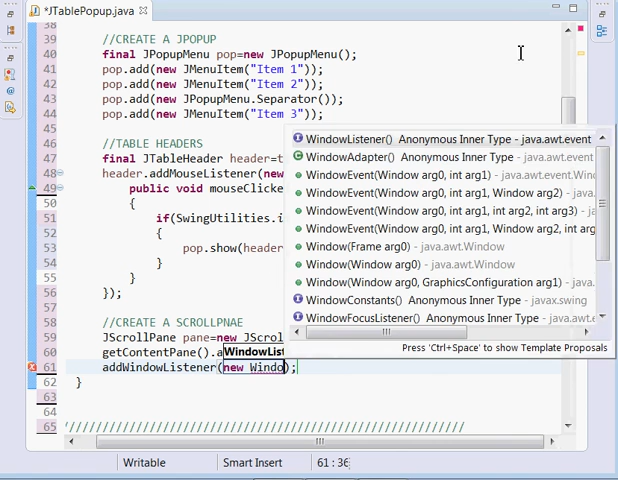 *JTablePopup.java
38
39 //CREATE A JPOPUP
40 final JPopupMenu pop=new JPopupMenu();
41 pop.add(new JMenuItem("Item 1"));
42 pop.add(new JMenuItem("Item 2"));
43 pop.add(new JPopupMenu.Separator());
44 pop.add(new JMenuItem("Item 3"));
45
46 //TABLE HEADERS
47 final JTableHeader header=t
48 header.addMouseListener(new
49 public void mouseClicke
50 {
51 if(SwingUtilities.i
52 {
53 pop.show(header
54 }
55 }
56 });
57
58 //CREATE A SCROLLPNAE
59 JScrollPane pane=new JScrol
60 getContentPane().a
61 addWindowListener(new Windo);
62 }
63
64
65 ////////////////////////////////////////////////////////////
WindowListener() Anonymous Inner Type - java.awt.event
WindowAdapter() Anonymous Inner Type - java.awt.event
WindowEvent(Window arg0, int arg1) - java.awt.event.Wind
WindowEvent(Window arg0, int arg1, Window arg2) - java.
WindowEvent(Window arg0, int arg1, int arg2, int arg3) - ja
WindowEvent(Window arg0, int arg1, Window arg2, int arg
Window(Frame arg0) - java.awt.Window
Window(Window arg0) - java.awt.Window
Window(Window arg0, GraphicsConfiguration arg1) - java.
WindowConstants() Anonymous Inner Type - javax.swing
WindowFocusListener() Anonymous Inner Type - java.awt.
Press 'Ctrl+Space' to show Template Proposals
WindowList
Writable
Smart Insert
61 : 36